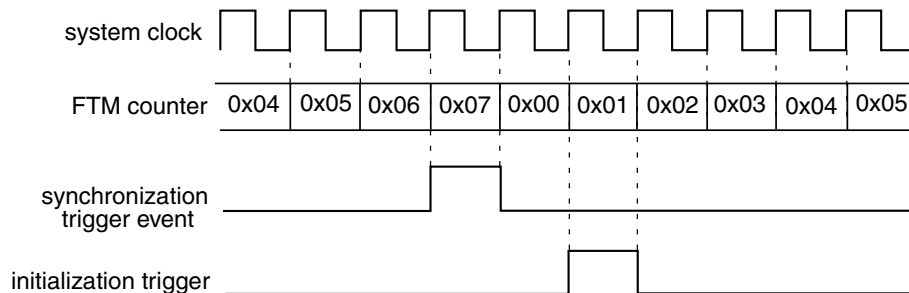 system clock
FTM counter
0x04 0x05 0x06 0x07 0x00 0x01 0x02 0x03 0x04 0x05
synchronization
trigger event
initialization trigger